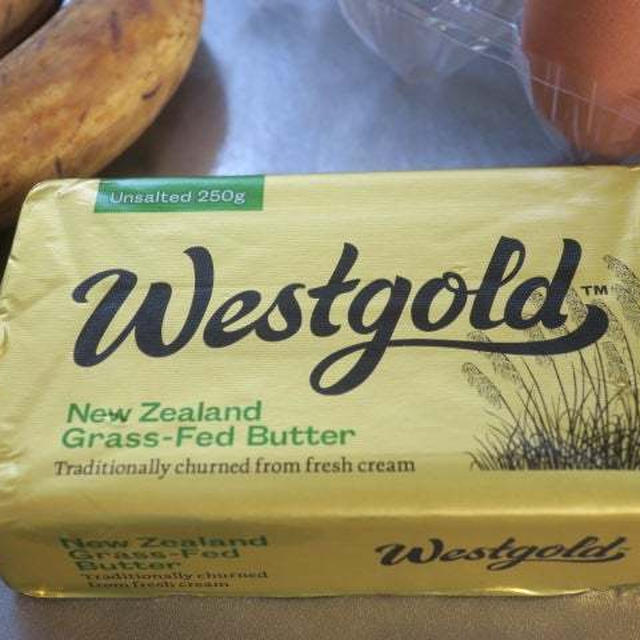 Unsalted 250g
Westgold™
New Zealand
Grass-Fed Butter
Traditionally churned from fresh cream
New Zealand
Grass-Fed
Butter
Traditionally churned
from fresh cream
Westgold